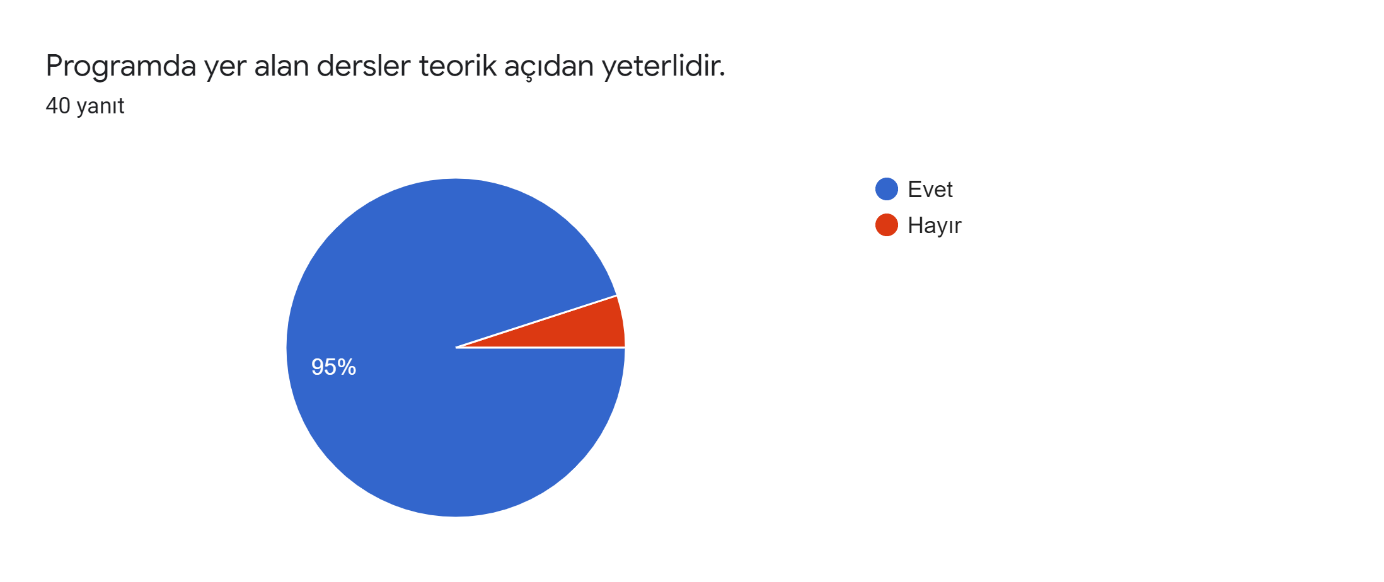 Programda yer alan dersler teorik açıdan yeterlidir.
40 yanıt
Evet
Hayır
95%